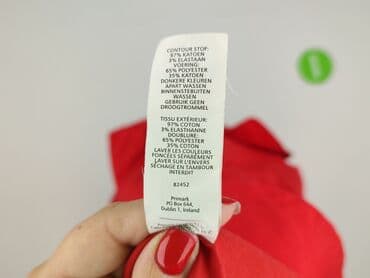 CONTOUR STOF:
97% KATOEN
3% ELASTAAN
VOERING:
65% POLYESTER
35% KATOEN
DONKERE KLEUREN
APART WASSEN
BINNENSTEBUITEN
WASSEN
GEBRUIK GEEN
DROOGTROMMEL
TISSU EXTÉRIEUR:
97% COTON
3% ELASTHANNE
DOUBLURE:
65% POLYESTER
35% COTON
LAVER LES COULEURS
FONCÉES SÉPARÉMENT
LAVER SUR L'ENVERS
SÉCHAGE EN TAMBOUR
INTERDIT
82452
Primark
PO Box 644,
Dublin 1, Ireland